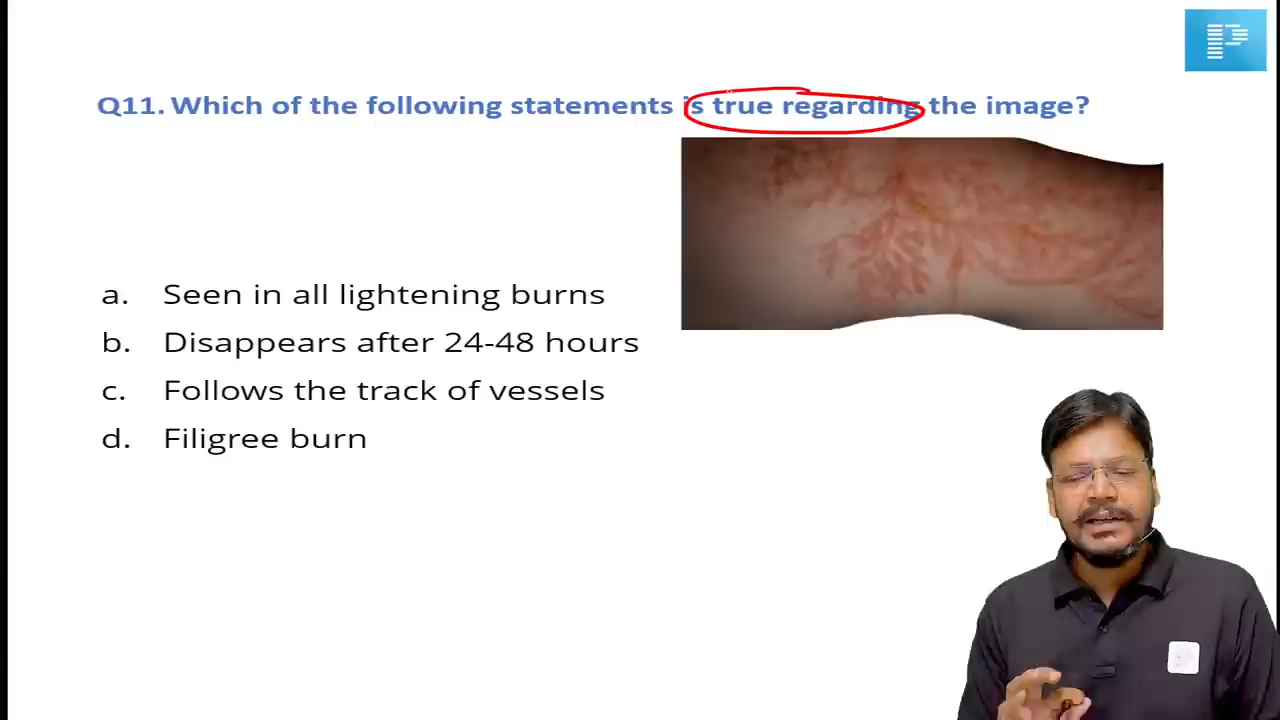 P
Q11. Which of the following statements is true regarding the image?
a. Seen in all lightening burns
b. Disappears after 24-48 hours
c. Follows the track of vessels
d. Filigree burn